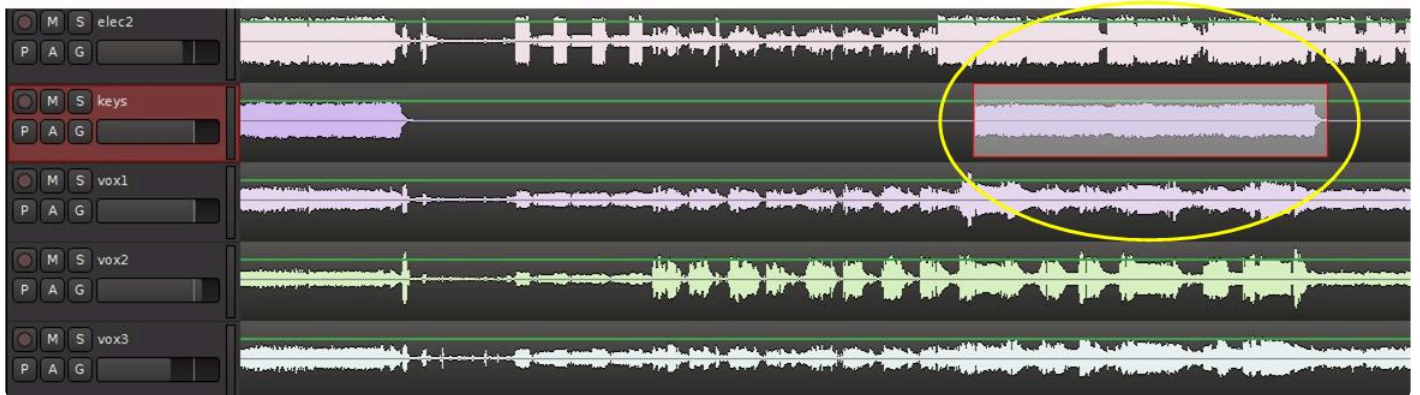 M S elec2
P A G
M S keys
P A G
M S vox1
P A G
M S vox2
P A G
M S vox3
P A G